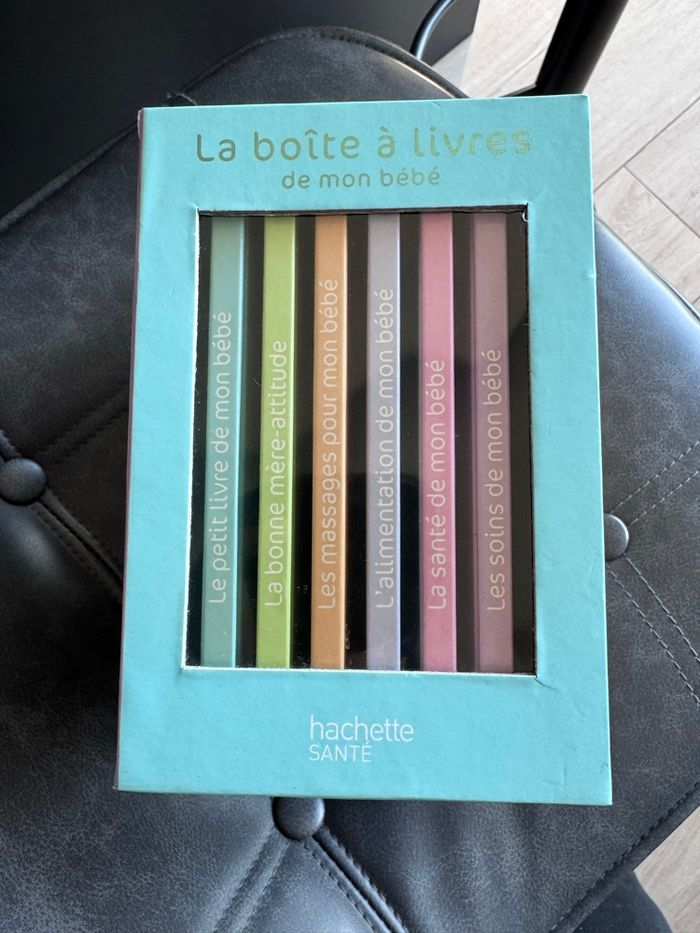 La boîte à livres
de mon bébé
Le petit livre de mon bébé
La bonne mère-attitude
Les massages pour mon bébé
L'alimentation de mon bébé
La santé de mon bébé
Les soins de mon bébé
hachette
SANTÉ